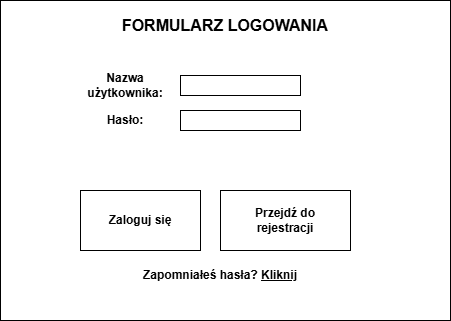 FORMULARZ LOGOWANIA
Nazwa
użytkownika:
Hasło:
Zaloguj się
Przejdź do
rejestracji
Zapomniałeś hasła? Kliknij